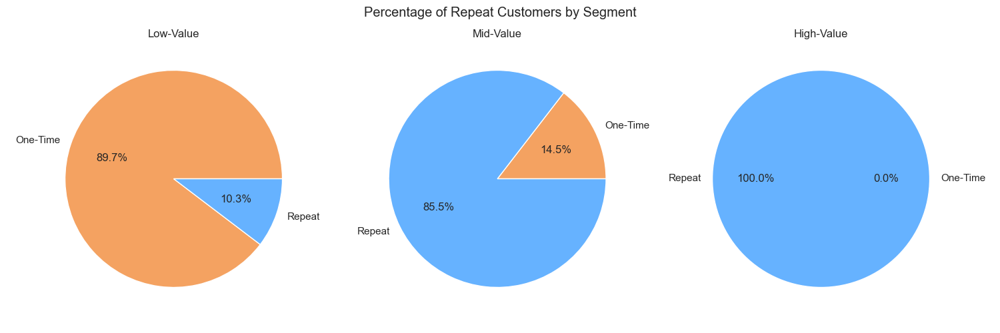 Percentage of Repeat Customers by Segment
Low-Value
One-Time
89.7%
10.3%
Repeat
Mid-Value
One-Time
14.5%
85.5%
Repeat
High-Value
Repeat
100.0%
0.0%
One-Time